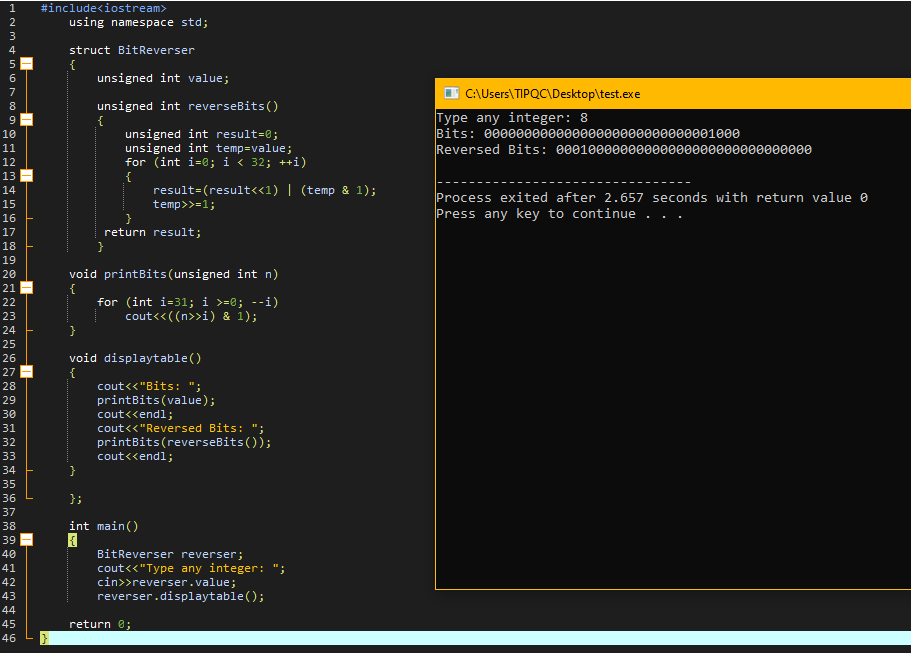 1 #include<iostream>
2 using namespace std;
3
4 struct BitReverser
5 {
6 unsigned int value;
7
8 unsigned int reverseBits()
9 {
10 unsigned int result=0;
11 unsigned int temp=value;
12 for (int i=0; i < 32; ++i)
13 {
14 result=(result<<1) | (temp & 1);
15 temp>>=1;
16 }
17 return result;
18 }
19
20 void printBits(unsigned int n)
21 {
22 for (int i=31; i >=0; --i)
23 cout<<((n>>i) & 1);
24 }
25
26 void displaytable()
27 {
28 cout<<"Bits: ";
29 printBits(value);
30 cout<<endl;
31 cout<<"Reversed Bits: ";
32 printBits(reverseBits());
33 cout<<endl;
34 }
35
36 };
37
38 int main()
39 {
40 BitReverser reverser;
41 cout<<"Type any integer: ";
42 cin>>reverser.value;
43 reverser.displaytable();
44
45 return 0;
46 }
C:\Users\TIPQC\Desktop\test.exe
Type any integer: 8
Bits: 00000000000000000000000000001000
Reversed Bits: 00010000000000000000000000000000
--------------------------------
Process exited after 2.657 seconds with return value 0
Press any key to continue . . .